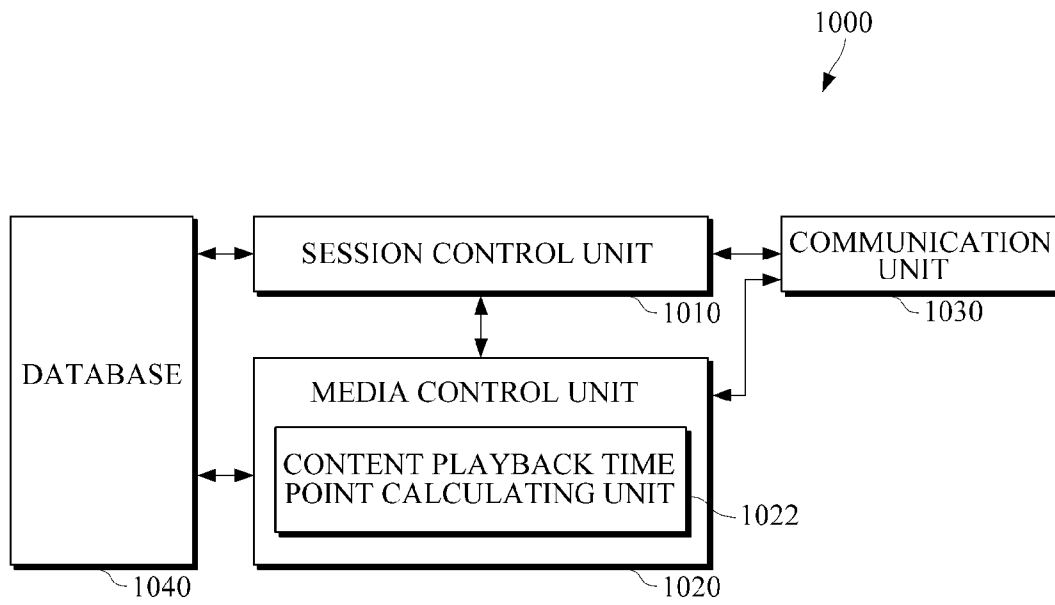 1000
SESSION CONTROL UNIT
COMMUNICATION
UNIT
1010
1030
DATABASE
MEDIA CONTROL UNIT
CONTENT PLAYBACK TIME
POINT CALCULATING UNIT
1022
1040
1020